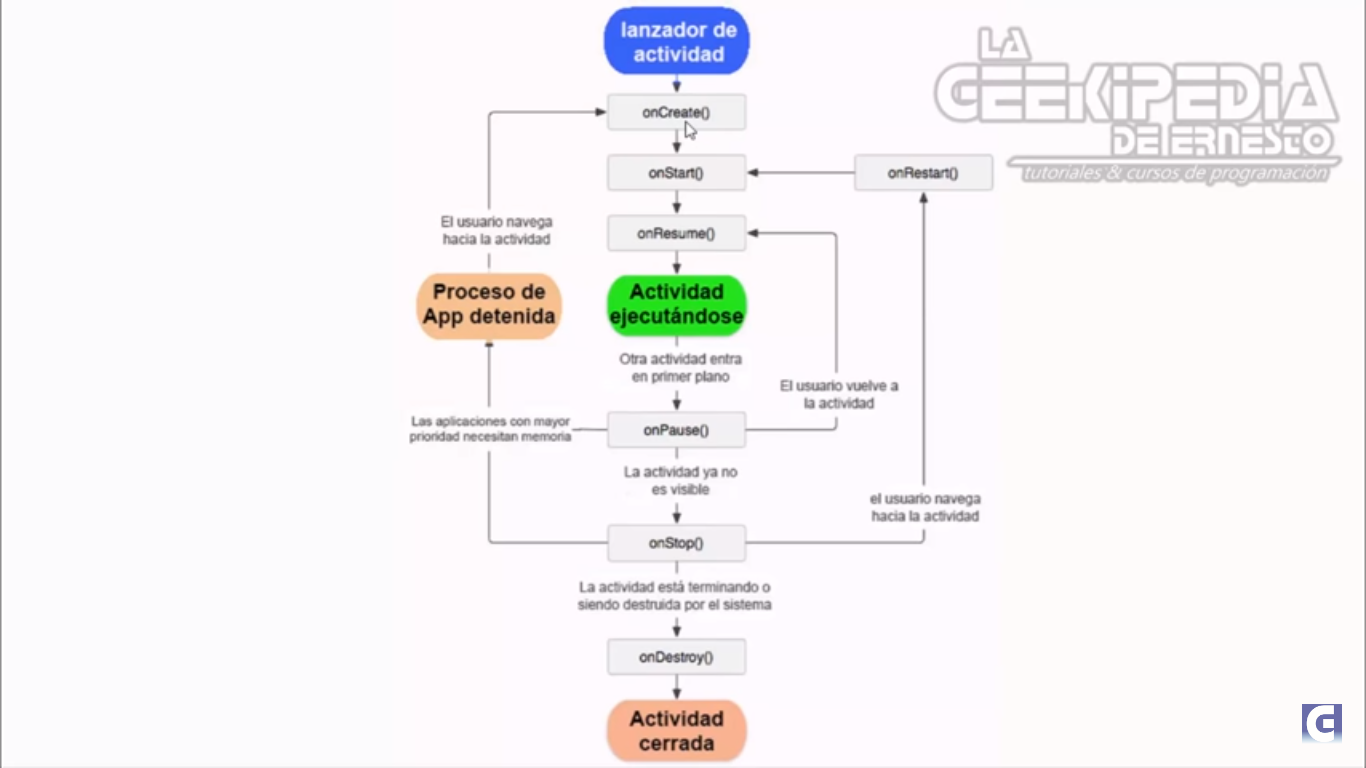 lanzador de
actividad
LA
GEEKIPEDIA
DE ERNESTO
tutoriales & cursos de programación
onCreate()
onStart()
onRestart()
onResume()
El usuario navega
hacia la actividad
Proceso de
App detenida
Actividad
ejecutándose
Otra actividad entra
en primer plano
El usuario vuelve a
la actividad
Las aplicaciones con mayor
prioridad necesitan memoria
onPause()
La actividad ya no
es visible
el usuario navega
hacia la actividad
onStop()
La actividad está terminando o
siendo destruida por el sistema
onDestroy()
Actividad
cerrada
G